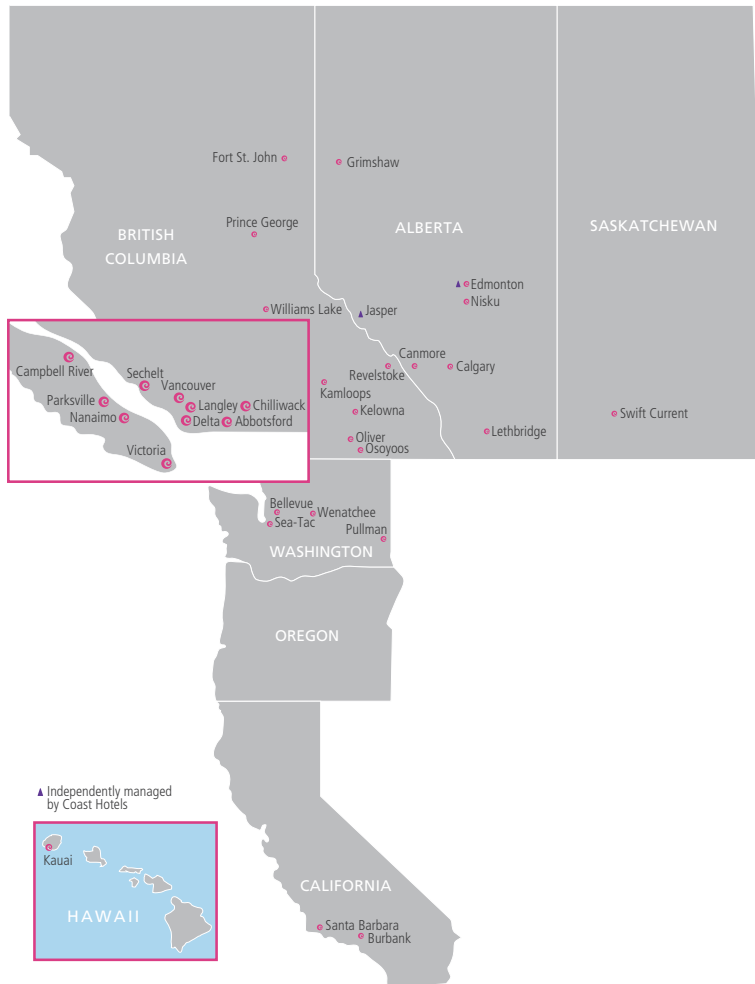 Fort St. John
Grimshaw
Prince George
BRITISH
COLUMBIA
ALBERTA
SASKATCHEWAN
Edmonton
Nisku
Williams Lake
Jasper
Canmore
Revelstoke
Calgary
Kamloops
Kelowna
Swift Current
Oliver
Lethbridge
Osoyoos
Campbell River
Sechelt
Vancouver
Parksville
Langley
Chilliwack
Nanaimo
Delta
Abbotsford
Victoria
Bellevue
Wenatchee
Sea-Tac
Pullman
WASHINGTON
OREGON
Independently managed
by Coast Hotels
Kauai
HAWAII
CALIFORNIA
Santa Barbara
Burbank